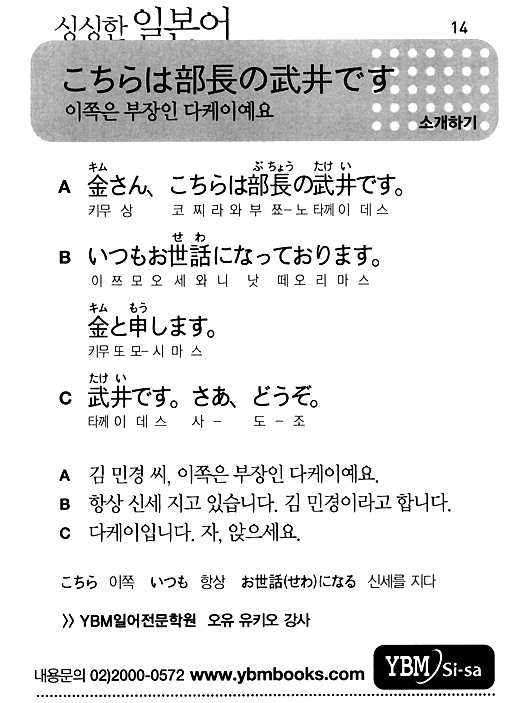 싱싱한 일본어
14
こちらは部長の武井です
이쪽은 부장인 다케이예요
소개하기
キム ぶちょう たけい
A 金さん、こちらは部長の武井です。
키무 상 코 찌 라 와 부 쬬-노 타께이 데스
せ わ
B いつもお世話になっております。
이 쯔 모 오 세 와 니 낫 떼 오 리 마 스
キム もう
金と申します。
키무 또 모-시 마 스
たけ い
C 武井です。さあ、どうぞ。
타께 이 데 스 사 - 도 - 조
A 김 민경 씨, 이쪽은 부장인 다케이예요.
B 항상 신세 지고 있습니다. 김 민경이라고 합니다.
C 다케이입니다. 자, 앉으세요.
こちら 이쪽 いつも 항상 お世話(せわ)になる 신세를 지다
>> YBM일어전문학원 오유 유키오 강사
내용문의 02)2000-0572 www.ybmbooks.com YBM Si-sa